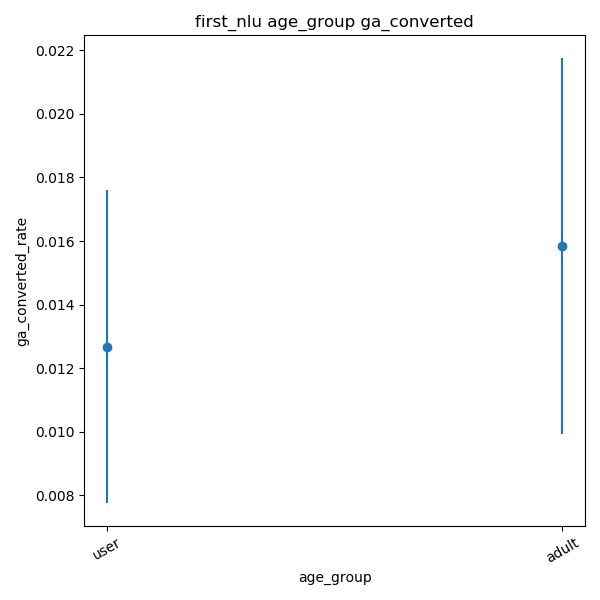 first_nlu age_group ga_converted
0.022
0.020
0.018
0.016
0.014
0.012
0.010
0.008
ga_converted_rate
user
adult
age_group